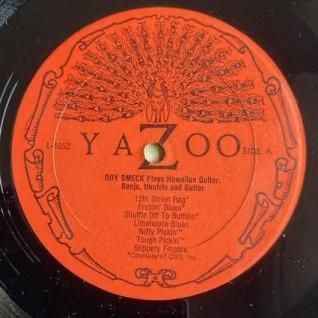 YAZOO
L-1052
SIDE A
ROY SMECK Plays Hawaiian Guitar,
Banjo, Ukulele and Guitar
12th Street Rag*
Frettin' Blues*
Shuffle Off To Buffalo*
Limehouse Blues
Nifty Pickin'*
Tough Pickin'*
Slippery Fingers
*Courtesy of CBS, Inc.